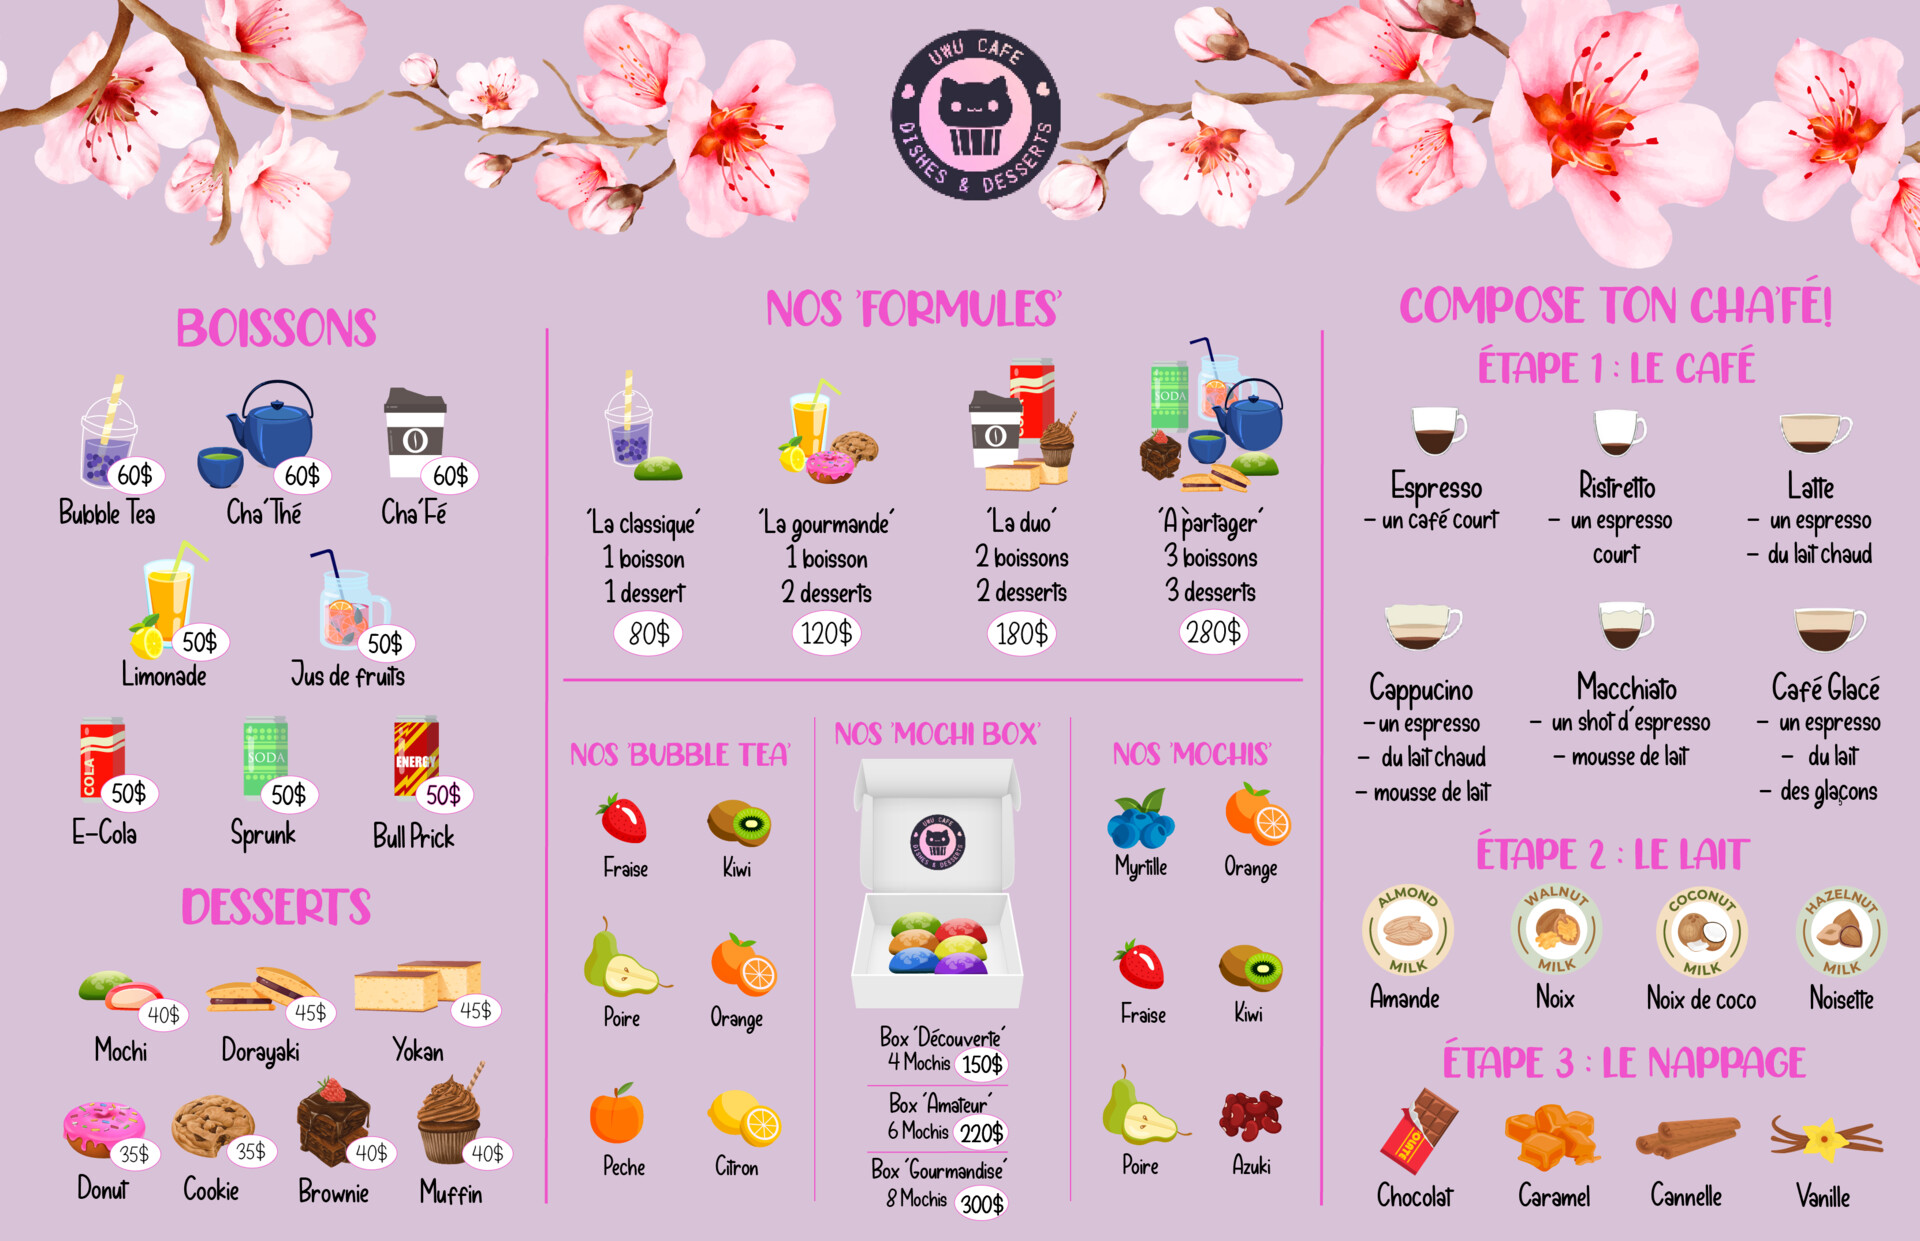 UWU CAFE
DISHES & DESSERTS
BOISSONS
60$
60$
60$
Bubble Tea
Cha'Thé
Cha'Fé
50$
50$
Limonade
Jus de fruits
COLA
SODA
ENERGY
50$
50$
50$
E-Cola
Sprunk
Bull Prick
DESSERTS
40$
45$
45$
Mochi
Dorayaki
Yokan
35$
35$
40$
40$
Donut
Cookie
Brownie
Muffin
NOS 'FORMULES'
SODA
'La classique'
1 boisson
1 dessert
80$
'La gourmande'
1 boisson
2 desserts
120$
'La duo'
2 boissons
2 desserts
180$
'À partager'
3 boissons
3 desserts
280$
NOS 'BUBBLE TEA'
Fraise
Kiwi
Poire
Orange
Peche
Citron
NOS 'MOCHI BOX'
UWU CAFE
DISHES & DESSERTS
Box 'Découverte'
4 Mochis 150$
Box 'Amateur'
6 Mochis 220$
Box 'Gourmandise'
8 Mochis 300$
NOS 'MOCHIS'
Myrtille
Orange
Fraise
Kiwi
Poire
Azuki
COMPOSE TON CHA'FÉ!
ÉTAPE 1 : LE CAFÉ
Espresso
- un café court
Ristretto
- un espresso
court
Latte
- un espresso
- du lait chaud
Cappucino
- un espresso
- du lait chaud
- mousse de lait
Macchiato
- un shot d'espresso
- mousse de lait
Café Glacé
- un espresso
- du lait
- des glaçons
ÉTAPE 2 : LE LAIT
ALMOND
MILK
WALNUT
MILK
COCONUT
MILK
HAZELNUT
MILK
Amande
Noix
Noix de coco
Noisette
ÉTAPE 3 : LE NAPPAGE
Chocolat
Caramel
Cannelle
Vanille